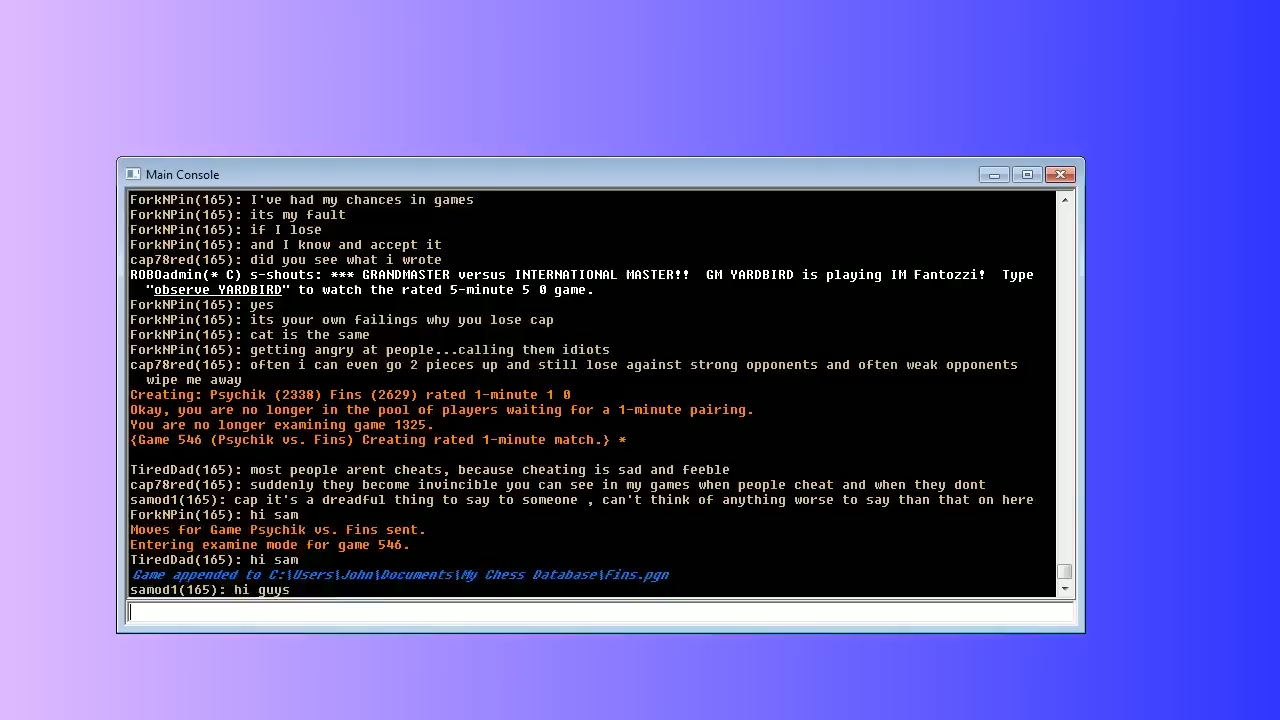 Main Console
ForkNPin(165): I've had my chances in games
ForkNPin(165): its my fault
ForkNPin(165): if I lose
ForkNPin(165): and I know and accept it
cap78red(165): did you see what i wrote
ROBOadmin(* C) s-shouts: *** GRANDMASTER versus INTERNATIONAL MASTER!!  GM YARDBIRD is playing IM Fantozzi!  Type
"observe YARDBIRD" to watch the rated 5-minute 5 0 game.
ForkNPin(165): yes
ForkNPin(165): its your own failings why you lose cap
ForkNPin(165): cat is the same
ForkNPin(165): getting angry at people...calling them idiots
cap78red(165): often i can even go 2 pieces up and still lose against strong opponents and often weak opponents
wipe me away
Creating: Psychik (2338) Fins (2629) rated 1-minute 1 0
Okay, you are no longer in the pool of players waiting for a 1-minute pairing.
You are no longer examining game 1325.
{Game 546 (Psychik vs. Fins) Creating rated 1-minute match.} *
TiredDad(165): most people arent cheats, because cheating is sad and feeble
cap78red(165): suddenly they become invincible you can see in my games when people cheat and when they dont
samod1(165): cap it's a dreadful thing to say to someone , can't think of anything worse to say than that on here
ForkNPin(165): hi sam
Moves for Game Psychik vs. Fins sent.
Entering examine mode for game 546.
TiredDad(165): hi sam
Game appended to C:\Users\John\Documents\My Chess Database\Fins.pgn
samod1(165): hi guys